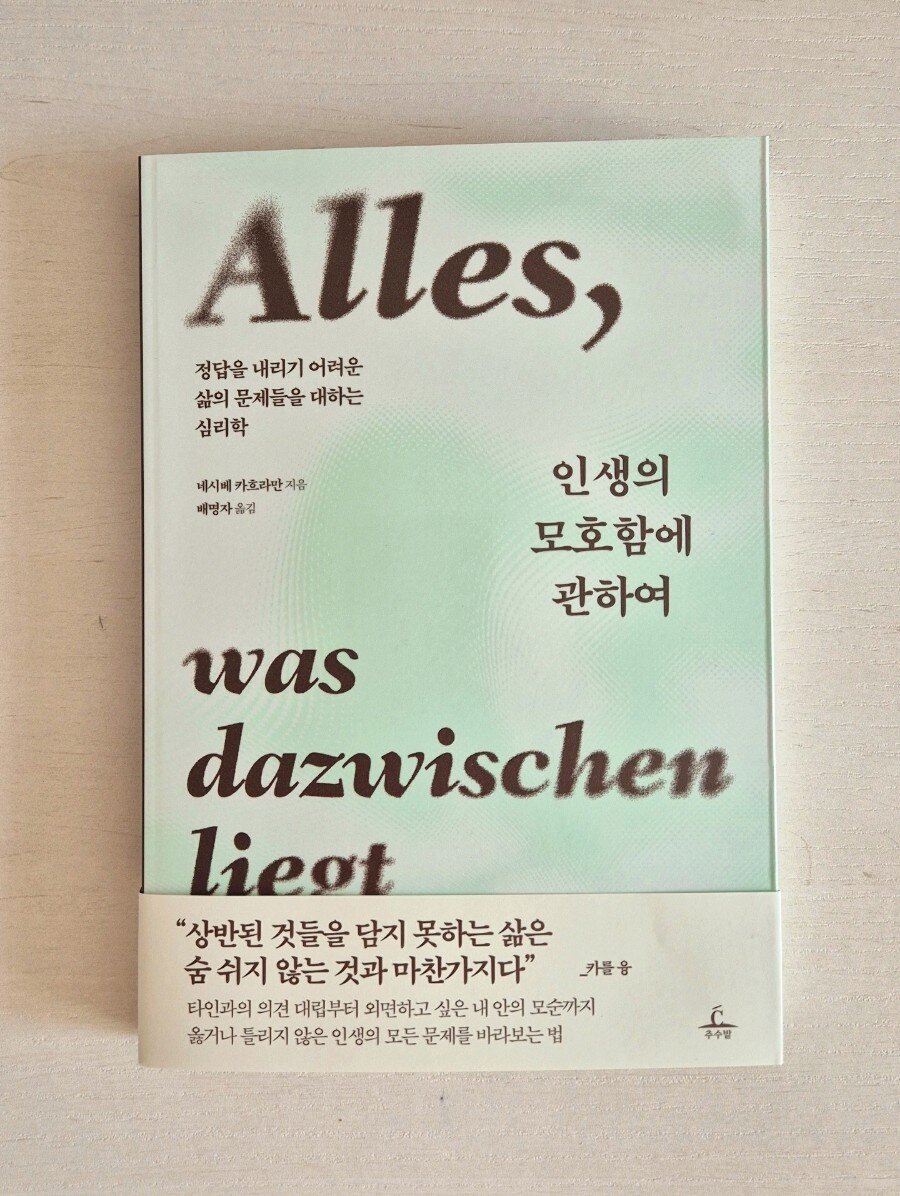 Alles,
정답을 내리기 어려운
삶의 문제들을 대하는
심리학
네시베 카흐라만 지음
배명자 옮김
인생의
모호함에
관하여
was
dazwischen
liegt
“상반된 것들을 담지 못하는 삶은
숨 쉬지 않는 것과 마찬가지다”
_카를 융
타인과의 의견 대립부터 외면하고 싶은 내 안의 모순까지
옳거나 틀리지 않은 인생의 모든 문제를 바라보는 법
C
추수밭